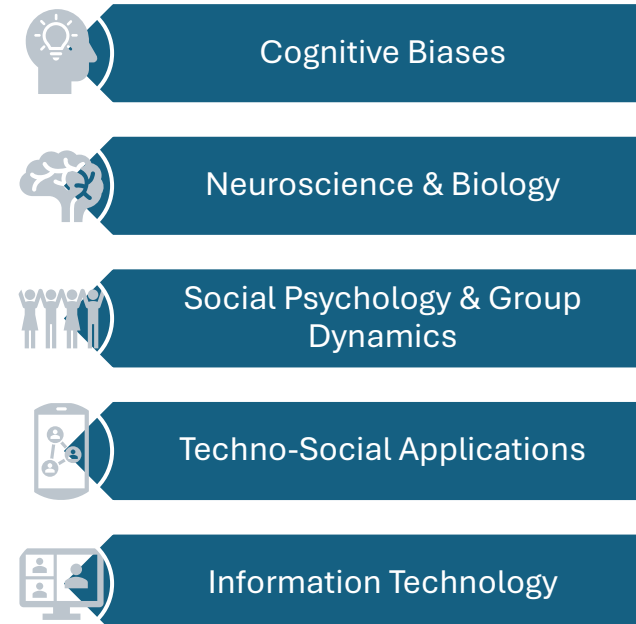 Cognitive Biases
Neuroscience & Biology
Social Psychology & Group
Dynamics
Techno-Social Applications
Information Technology